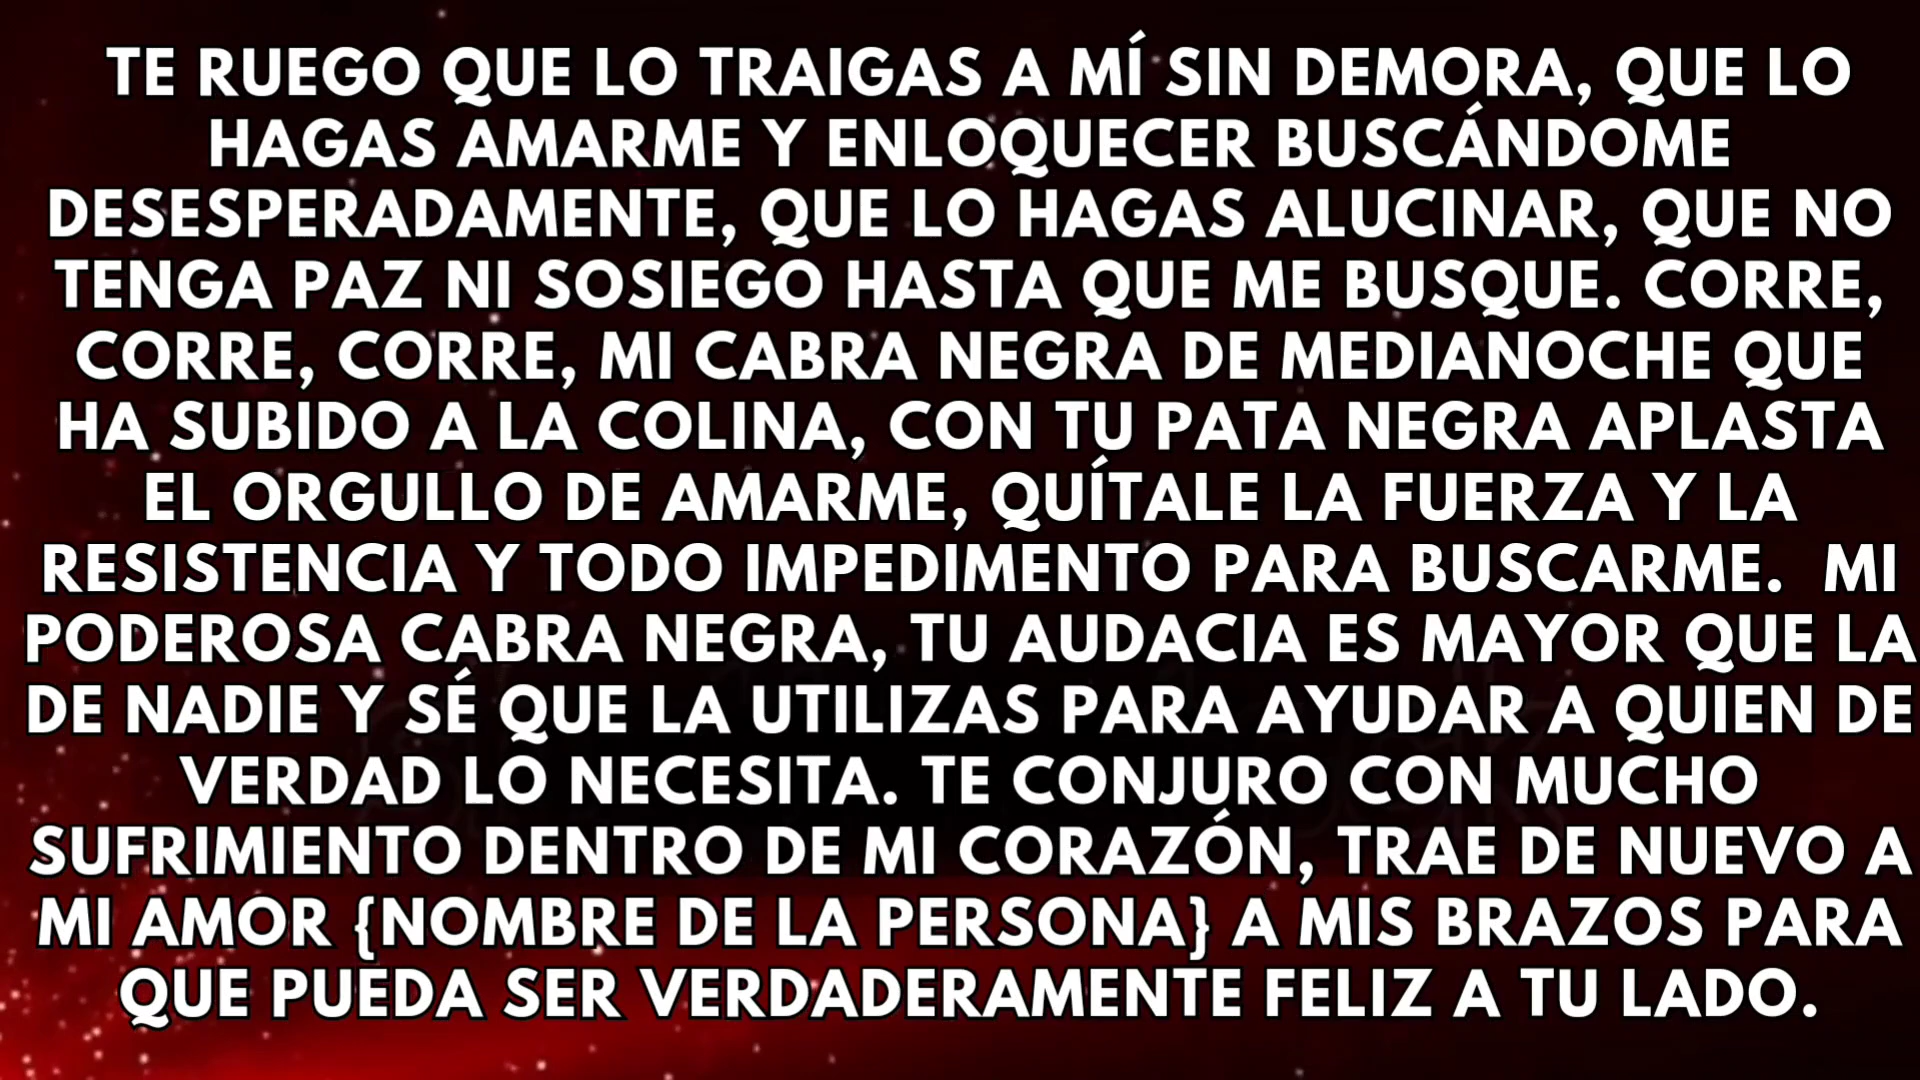 TE RUEGO QUE LO TRAIGAS A MÍ SIN DEMORA, QUE LO
HAGAS AMARME Y ENLOQUECER BUSCÁNDOME
DESESPERADAMENTE, QUE LO HAGAS ALUCINAR, QUE NO
TENGA PAZ NI SOSIEGO HASTA QUE ME BUSQUE. CORRE,
CORRE, CORRE, MI CABRA NEGRA DE MEDIANOCHE QUE
HA SUBIDO A LA COLINA, CON TU PATA NEGRA APLASTA
EL ORGULLO DE AMARME, QUÍTALE LA FUERZA Y LA
RESISTENCIA Y TODO IMPEDIMENTO PARA BUSCARME.  MI
PODEROSA CABRA NEGRA, TU AUDACIA ES MAYOR QUE LA
DE NADIE Y SÉ QUE LA UTILIZAS PARA AYUDAR A QUIEN DE
VERDAD LO NECESITA. TE CONJURO CON MUCHO
SUFRIMIENTO DENTRO DE MI CORAZÓN, TRAE DE NUEVO A
MI AMOR {NOMBRE DE LA PERSONA} A MIS BRAZOS PARA
QUE PUEDA SER VERDADERAMENTE FELIZ A TU LADO.